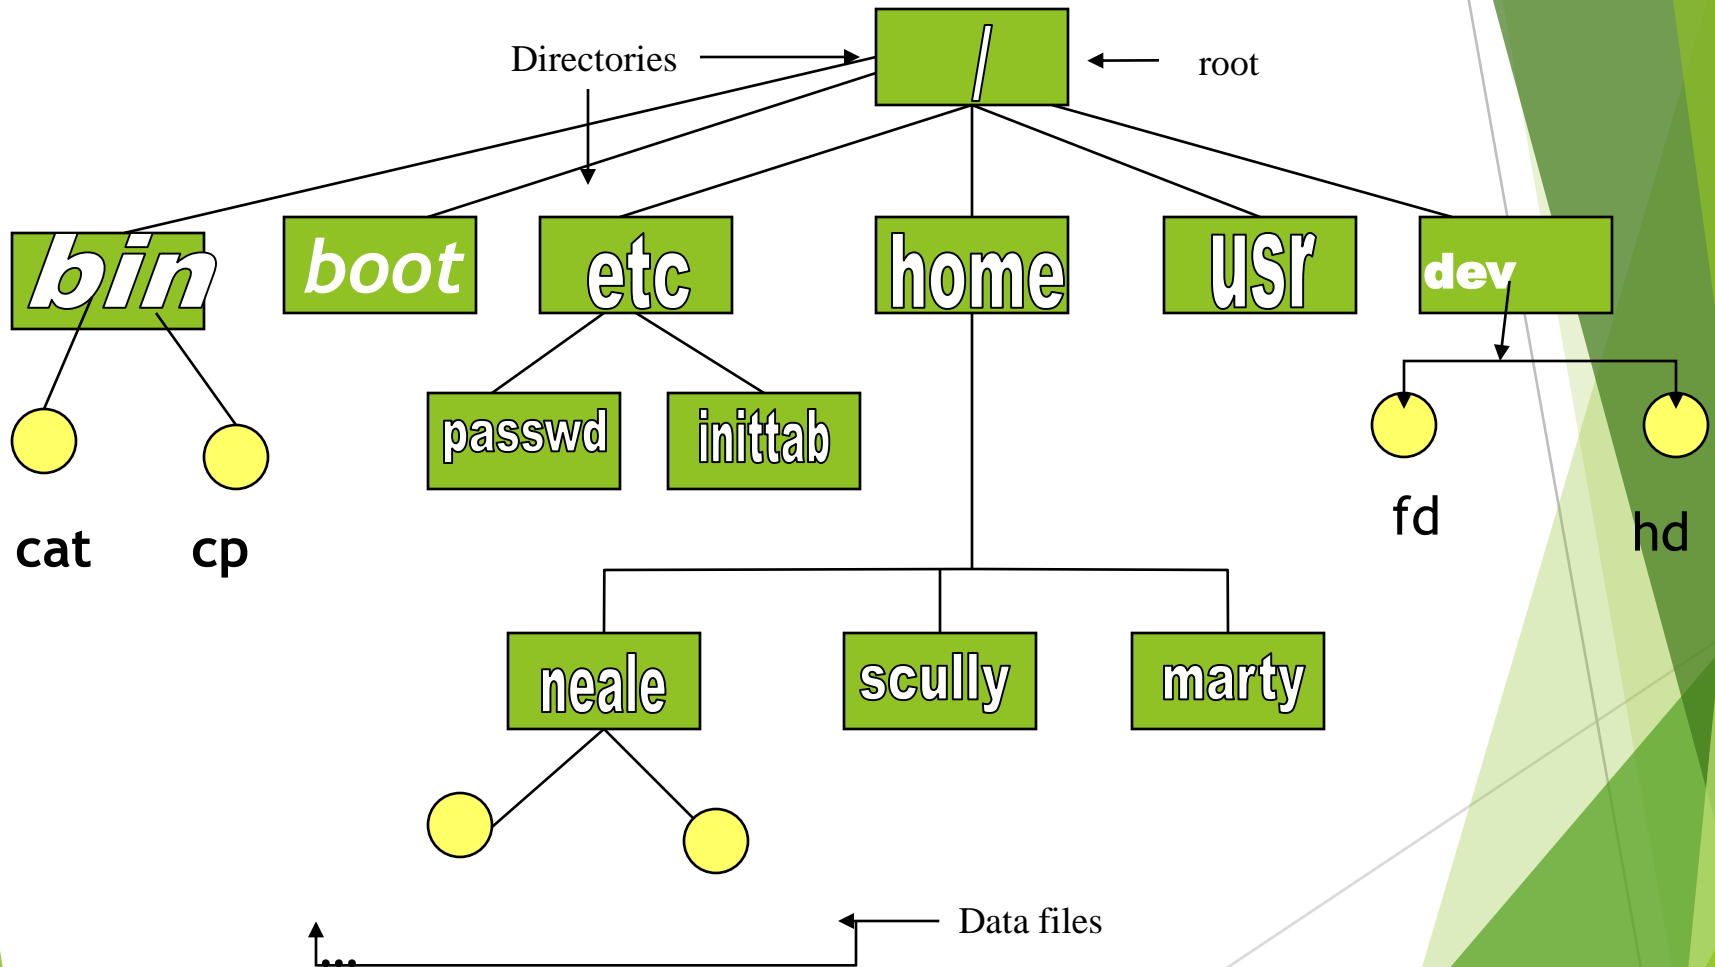 /
Directories
root
bin
boot
etc
home
usr
dev
passwd
inittab
cat
cp
fd
hd
neale
scully
marty
Data files
...